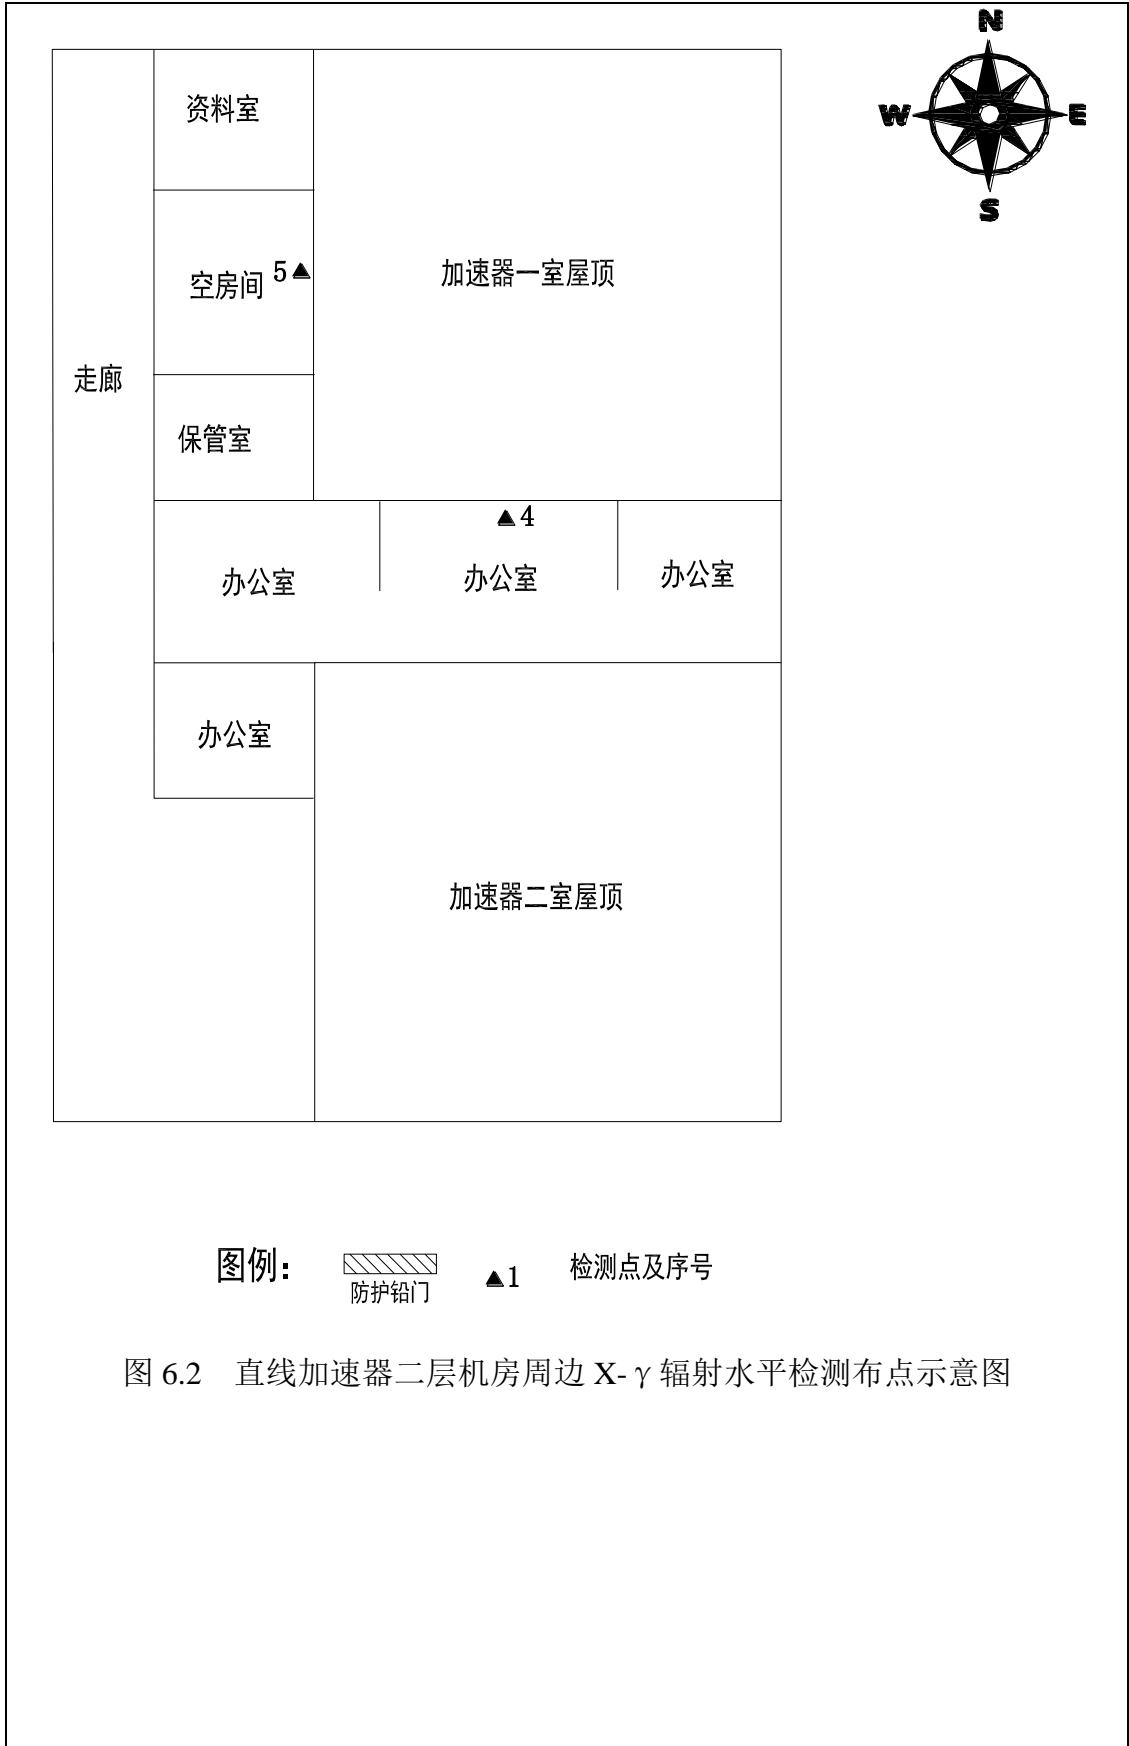 N
W
E
S
资料室
空房间
5
加速器一室屋顶
走廊
保管室
4
办公室
办公室
办公室
办公室
加速器二室屋顶
图例：
防护铅门
1
检测点及序号
图 6.2 直线加速器二层机房周边 X-γ辐射水平检测布点示意图